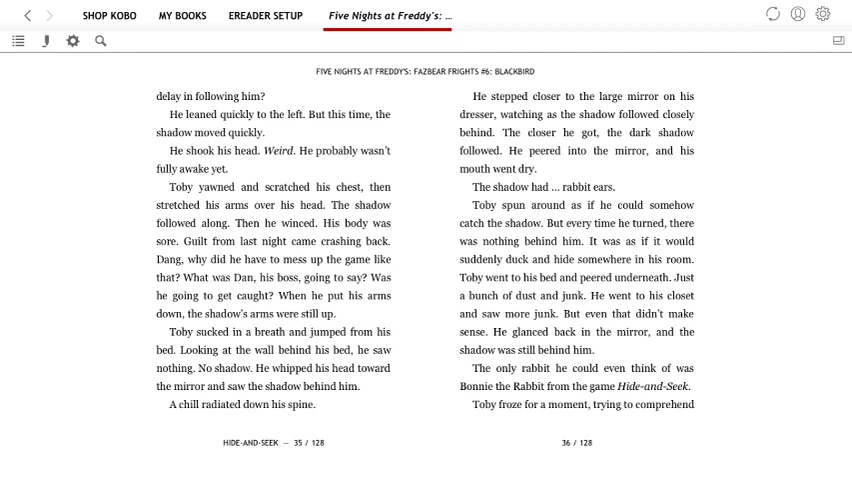 SHOP KOBO MY BOOKS EREADER SETUP Five Nights at Freddy's: ...
FIVE NIGHTS AT FREDDY'S: FAZBEAR FRIGHTS #6: BLACKBIRD
delay in following him?
He leaned quickly to the left. But this time, the
shadow moved quickly.
He shook his head. Weird. He probably wasn't
fully awake yet.
Toby yawned and scratched his chest, then
stretched his arms over his head. The shadow
followed along. Then he winced. His body was
sore. Guilt from last night came crashing back.
Dang, why did he have to mess up the game like
that? What was Dan, his boss, going to say? Was
he going to get caught? When he put his arms
down, the shadow's arms were still up.
Toby sucked in a breath and jumped from his
bed. Looking at the wall behind his bed, he saw
nothing. No shadow. He whipped his head toward
the mirror and saw the shadow behind him.
A chill radiated down his spine.
HIDE-AND-SEEK — 35 / 128
He stepped closer to the large mirror on his
dresser, watching as the shadow followed closely
behind. The closer he got, the dark shadow
followed. He peered into the mirror, and his
mouth went dry.
The shadow had ... rabbit ears.
Toby spun around as if he could somehow
catch the shadow. But every time he turned, there
was nothing behind him. It was as if it would
suddenly duck and hide somewhere in his room.
Toby went to his bed and peered underneath. Just
a bunch of dust and junk. He went to his closet
and saw more junk. But even that didn't make
sense. He glanced back in the mirror, and the
shadow was still behind him.
The only rabbit he could even think of was
Bonnie the Rabbit from the game Hide-and-Seek.
Toby froze for a moment, trying to comprehend
36 / 128